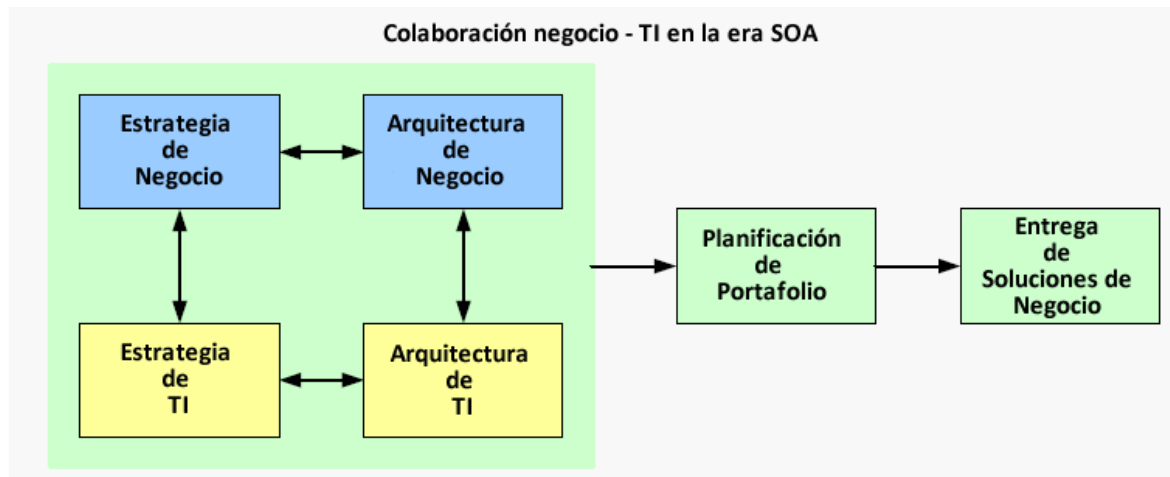 Colaboración negocio - TI en la era SOA
Estrategia
de
Negocio
Arquitectura
de
Negocio
Estrategia
de
TI
Arquitectura
de
TI
Planificación
de
Portafolio
Entrega
de
Soluciones de
Negocio